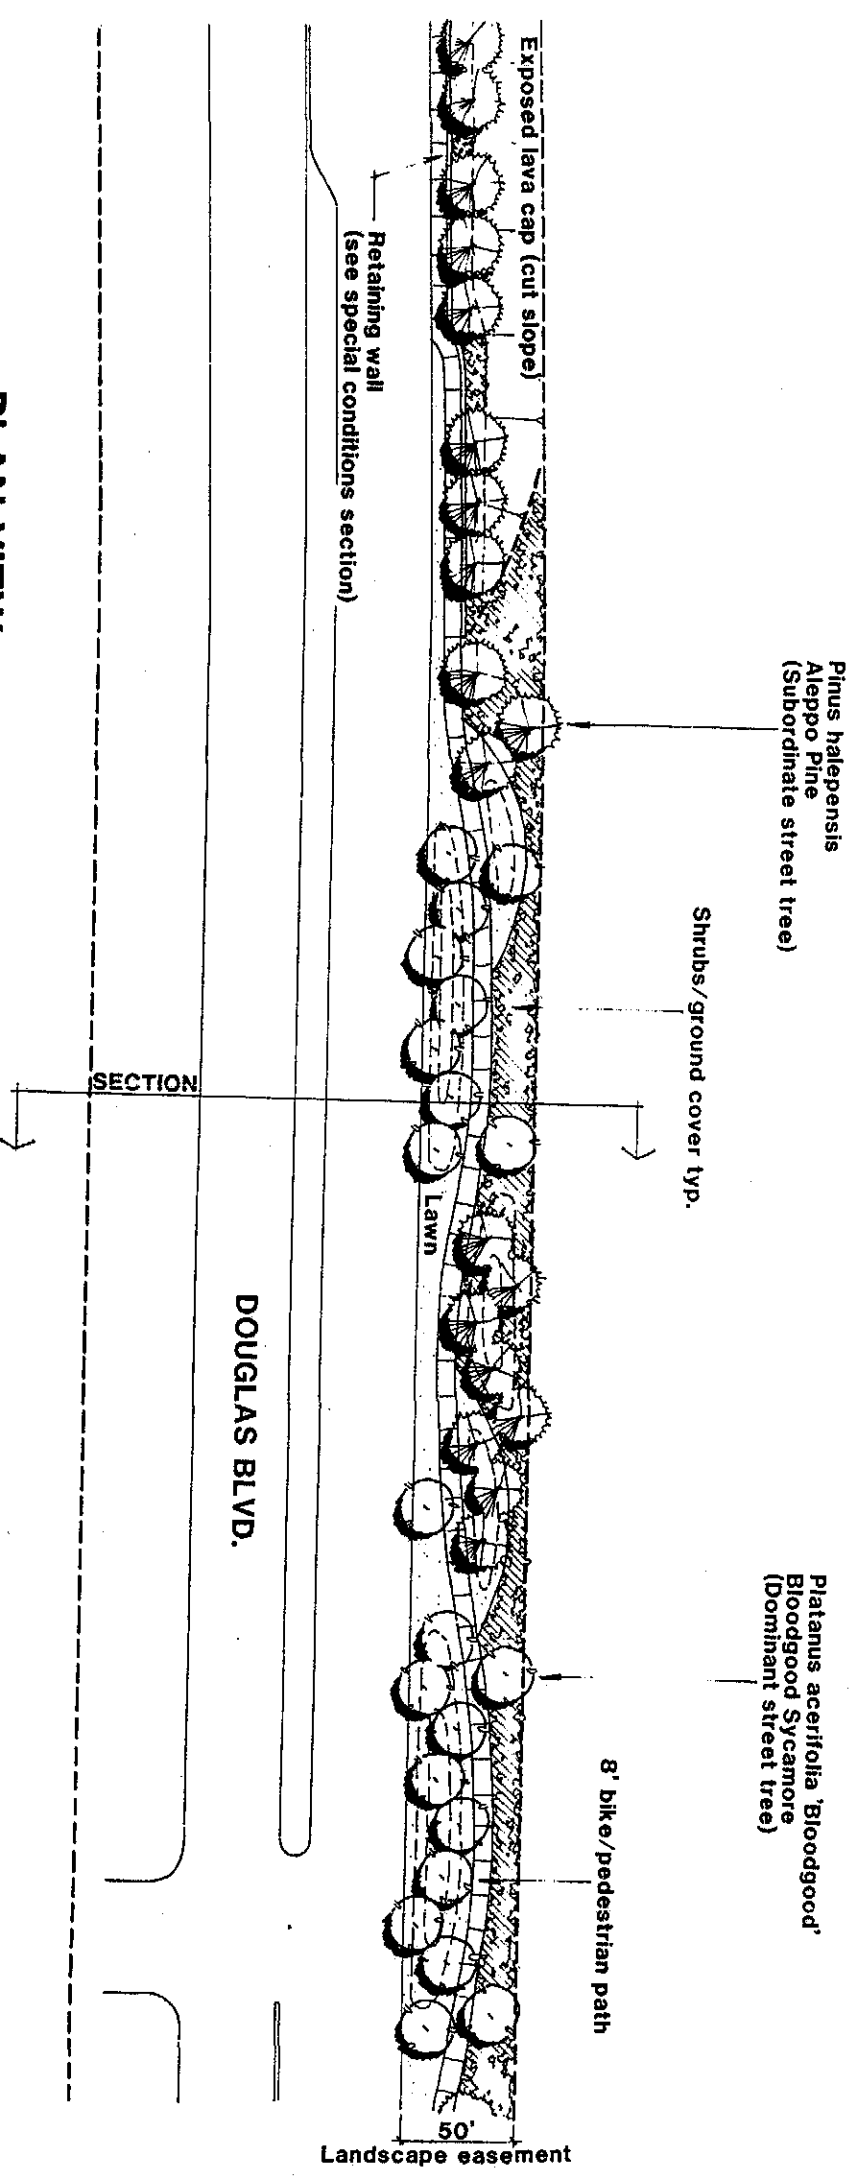 Exposed lava cap (cut slope)
Retaining wall
(see special conditions section)
Pinus halepensis
Aleppo Pine
(Subordinate street tree)
Shrubs/ground cover typ.
SECTION
Lawn
DOUGLAS BLVD.
Platanus acerifolia 'Bloodgood'
Bloodgood Sycamore
(Dominant street tree)
8' bike/pedestrian path
50'
Landscape easement